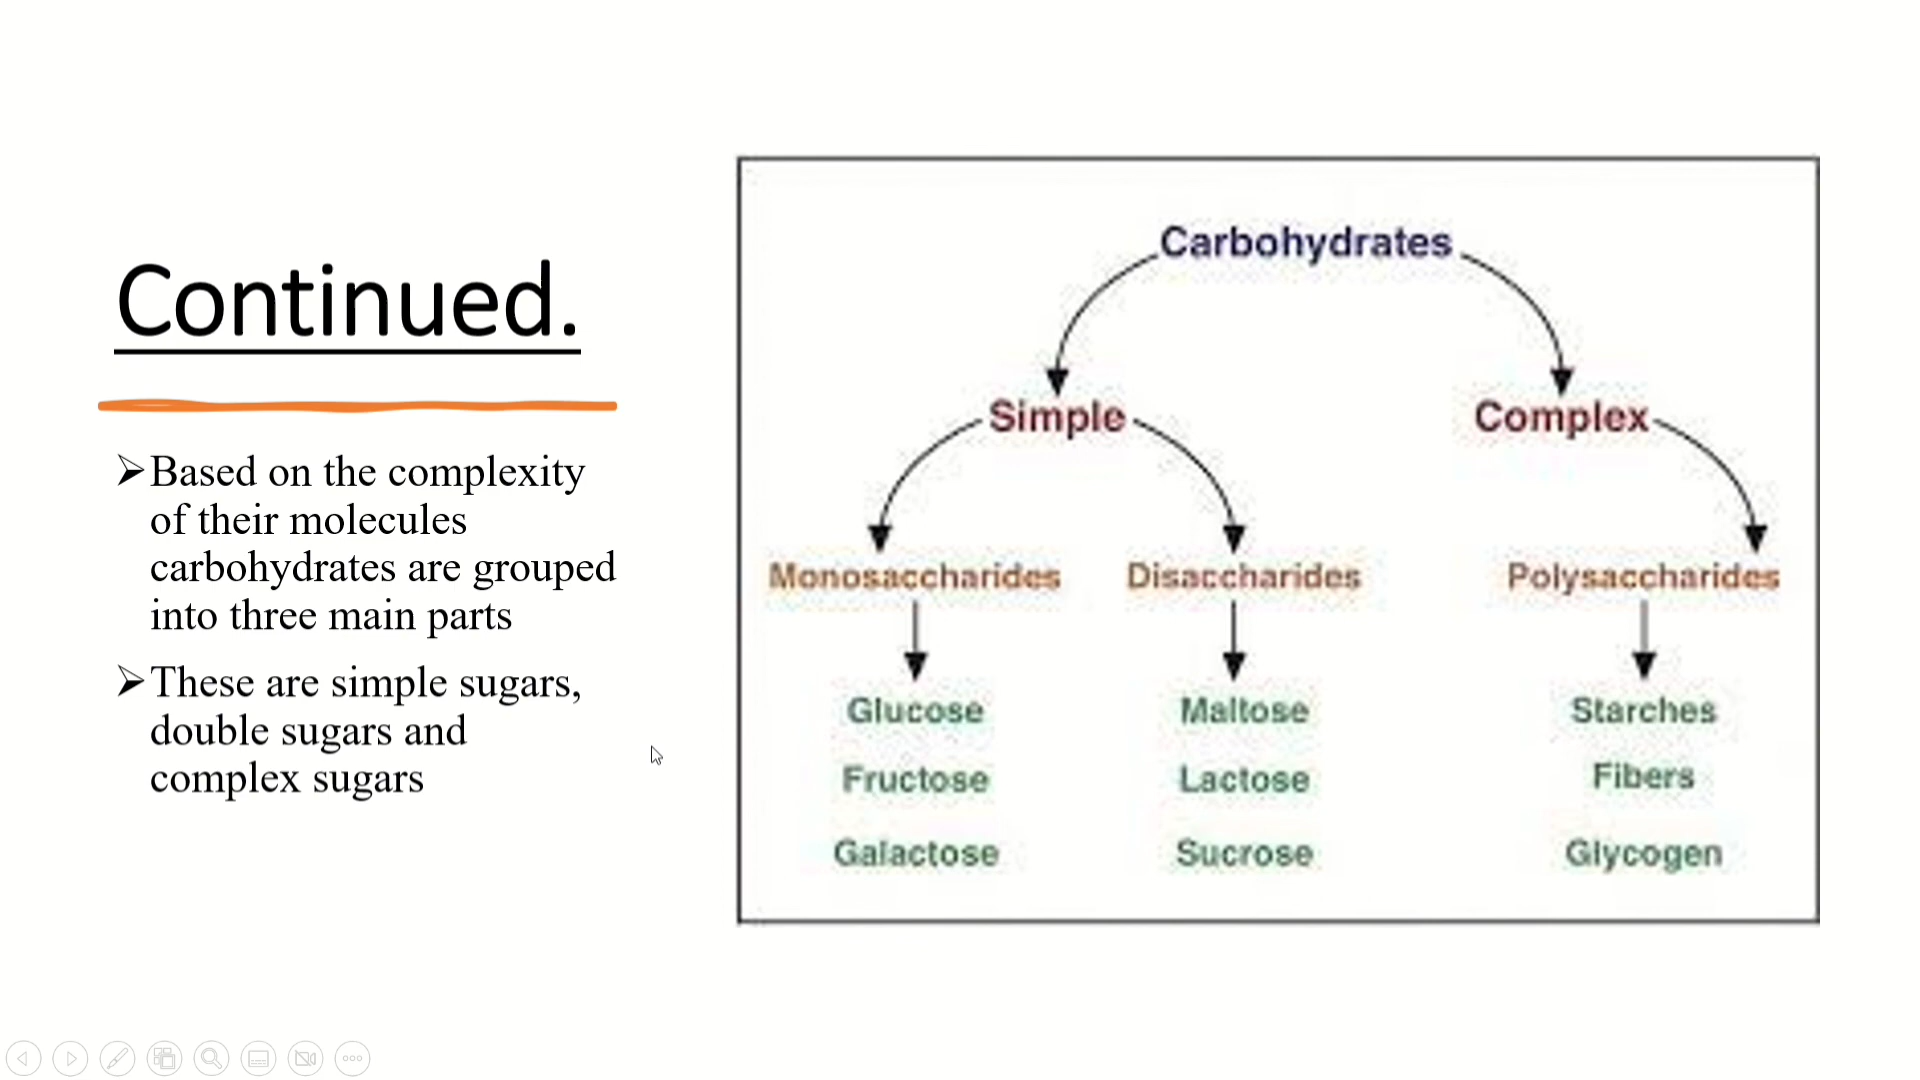 Continued.
➢Based on the complexity
of their molecules
carbohydrates are grouped
into three main parts
➢These are simple sugars,
double sugars and
complex sugars
Carbohydrates
Simple
Complex
Monosaccharides
Disaccharides
Polysaccharides
Glucose
Maltose
Starches
Fructose
Lactose
Fibers
Galactose
Sucrose
Glycogen